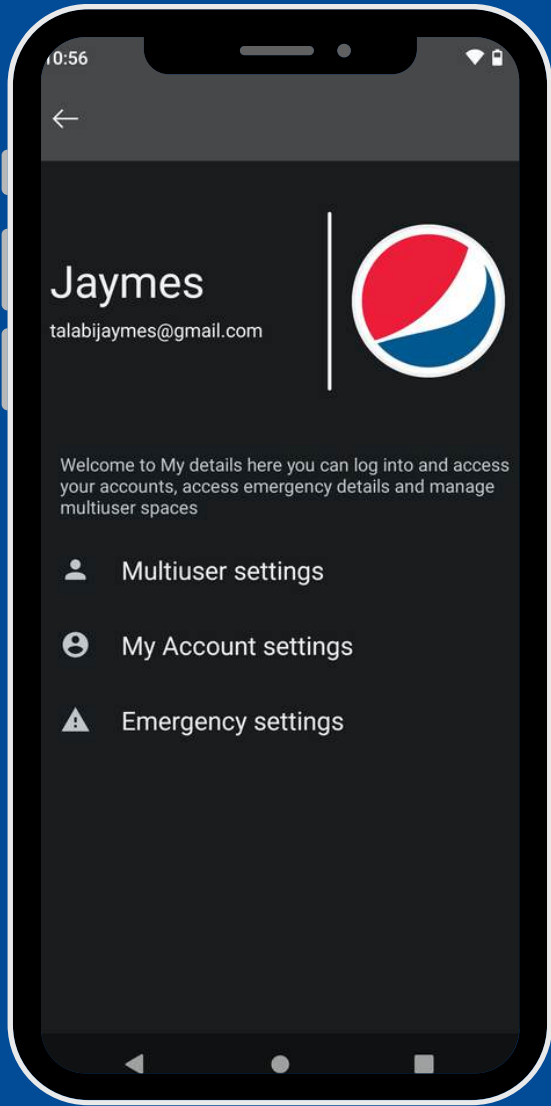 10:56
Jaymes
talabijaymes@gmail.com
Welcome to My details here you can log into and access
your accounts, access emergency details and manage
multiuser spaces
Multiuser settings
My Account settings
Emergency settings